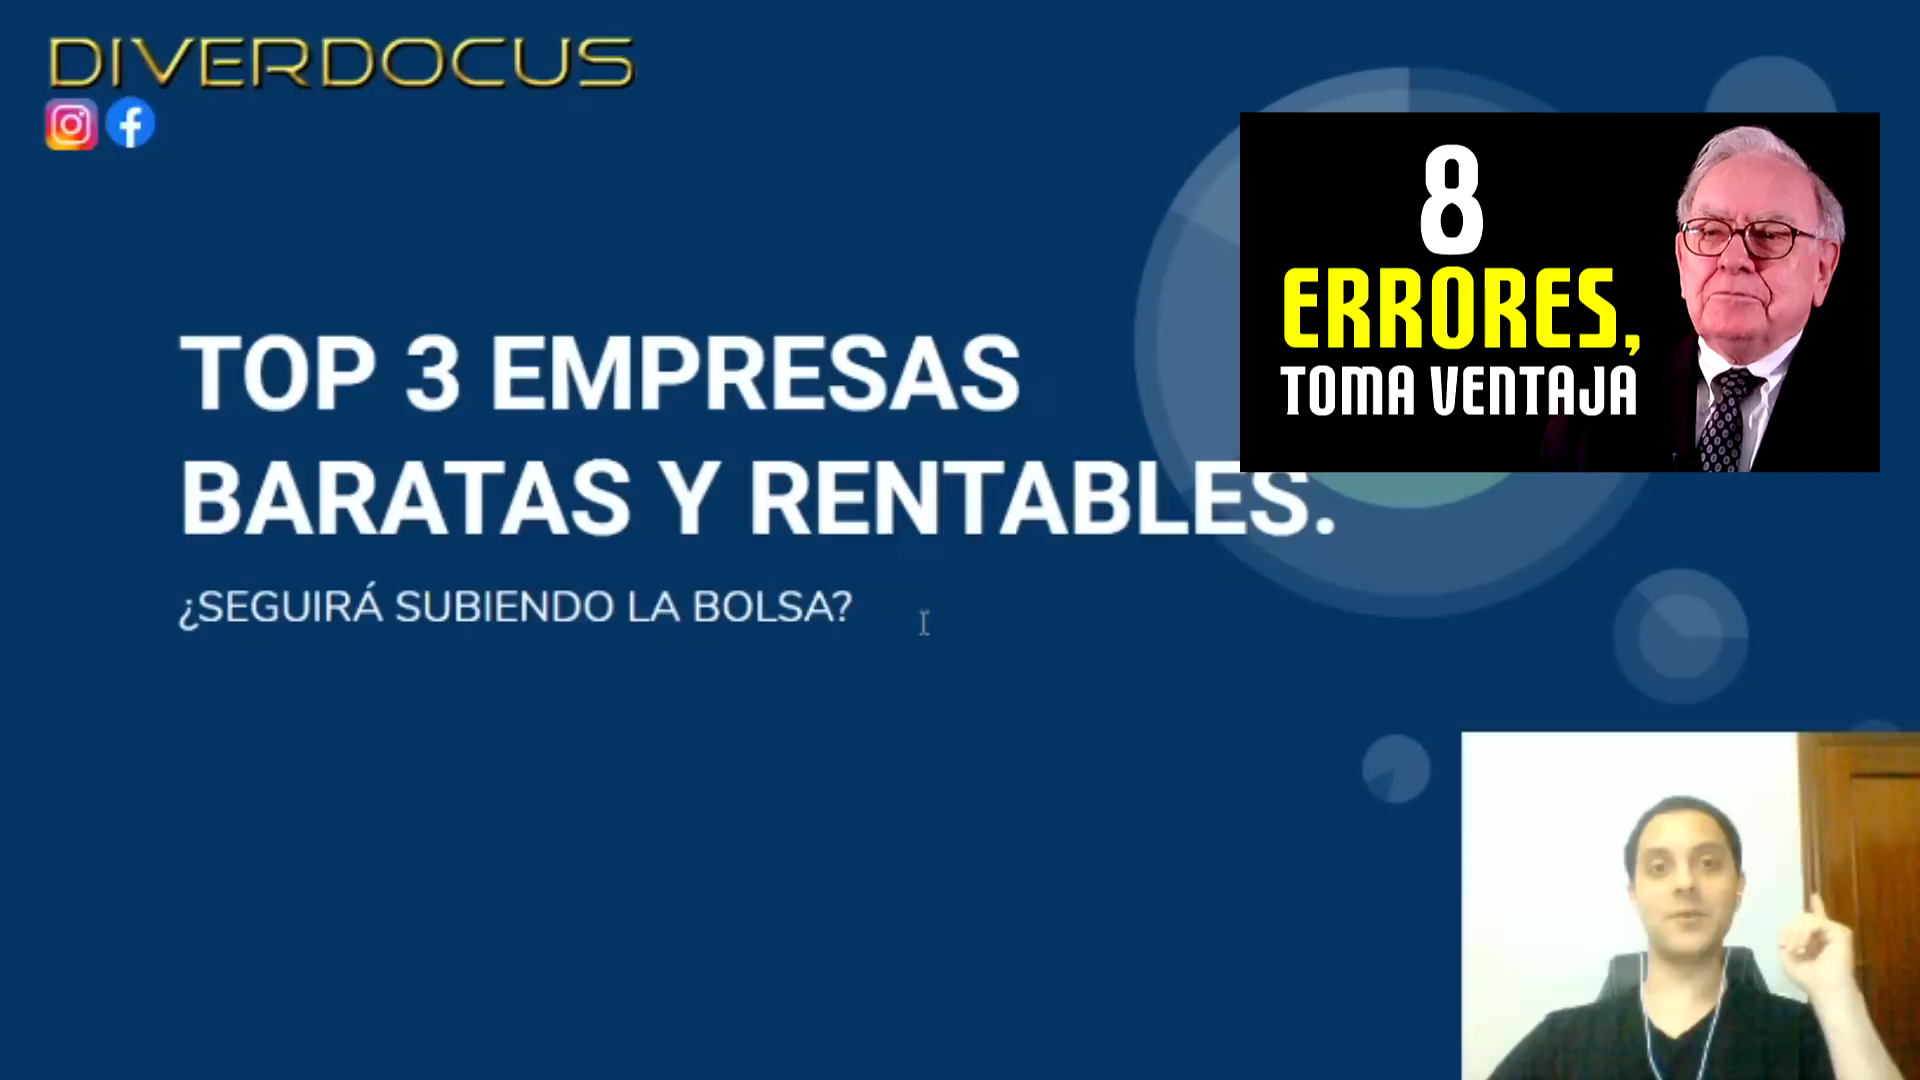 DIVERDOCUS
8
ERRORES,
TOMA VENTAJA
TOP 3 EMPRESAS
BARATAS Y RENTABLES.
¿SEGUIRÁ SUBIENDO LA BOLSA?